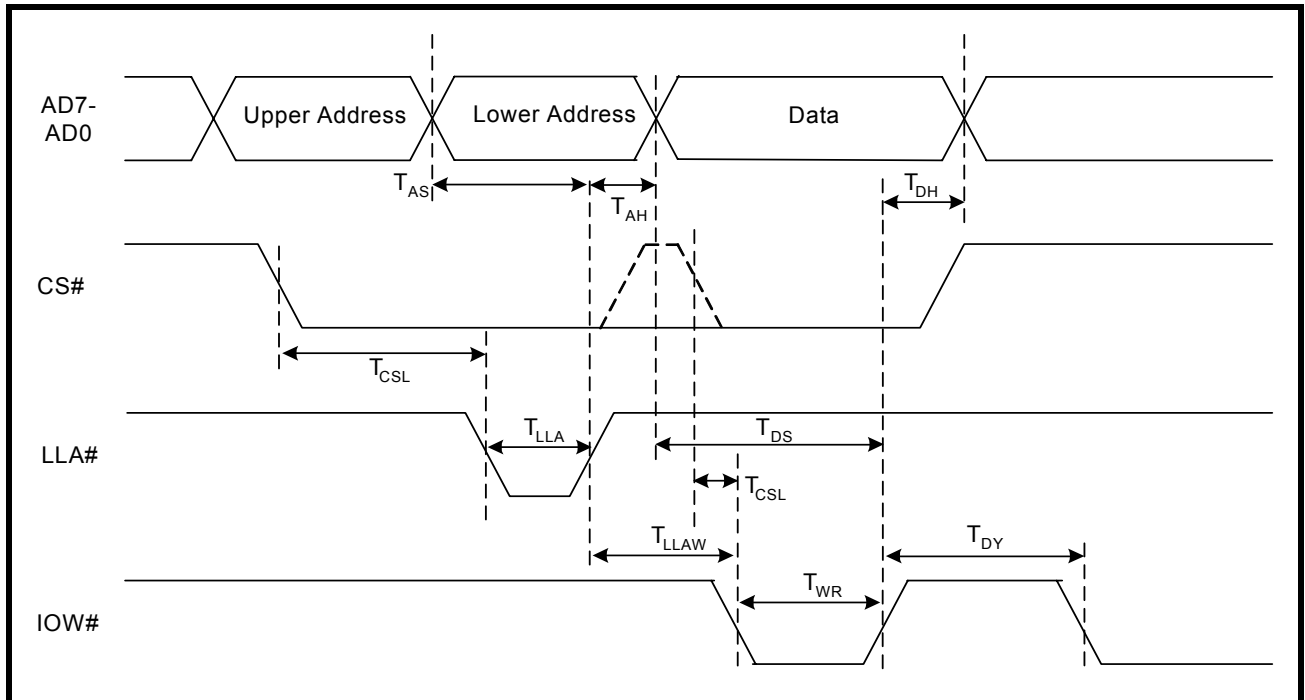 AD7-
AD0
Upper Address
Lower Address
Data
TAS
TAH
TDH
CS#
TCSL
LLA#
TLLA
TDS
TCSL
TLLAW
TDY
TWR
IOW#